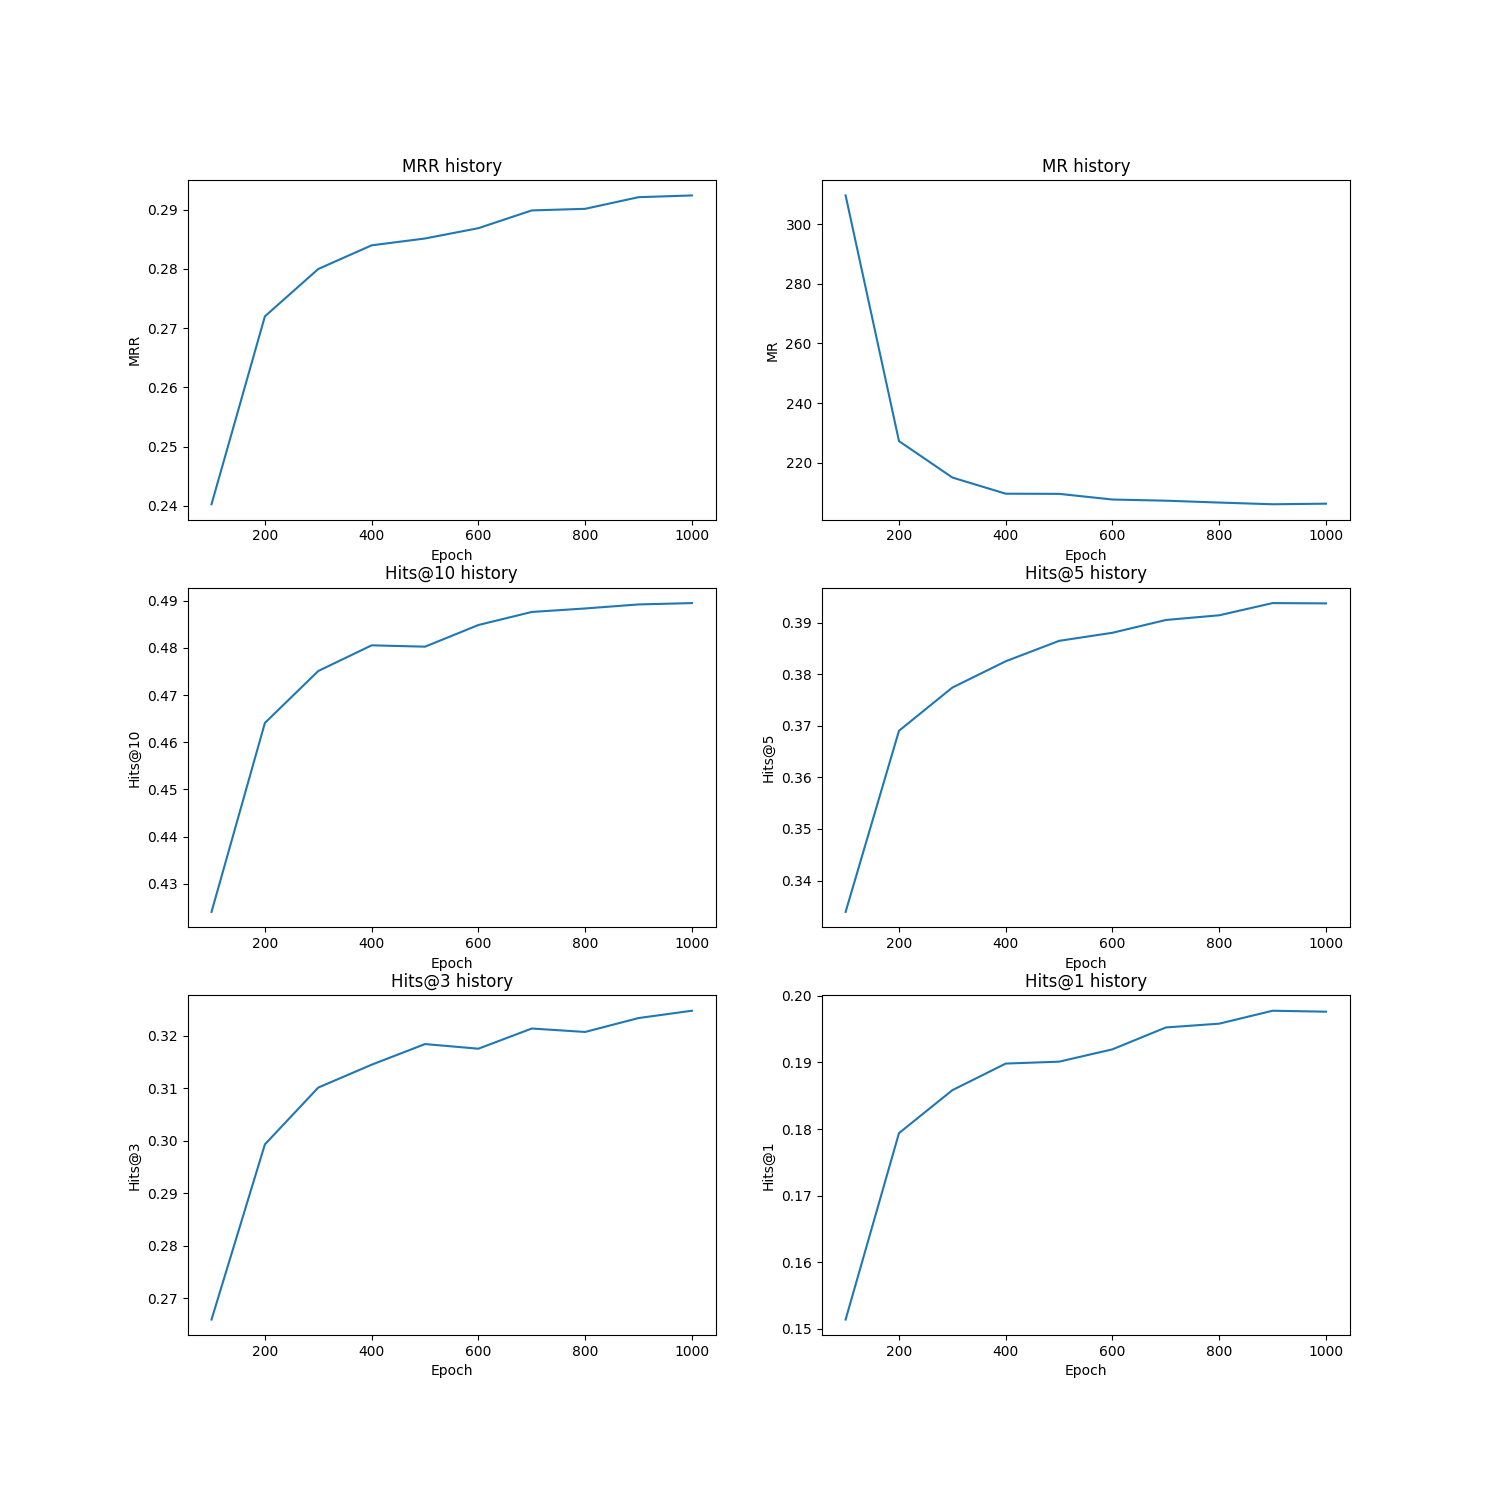 MRR history
0.29
0.28
0.27
0.26
0.25
0.24
MRR
200 400 600 800 1000
Epoch
MR history
300
280
260
240
220
MR
200 400 600 800 1000
Epoch
Hits@10 history
0.49
0.48
0.47
0.46
0.45
0.44
0.43
Hits@10
200 400 600 800 1000
Epoch
Hits@5 history
0.39
0.38
0.37
0.36
0.35
0.34
Hits@5
200 400 600 800 1000
Epoch
Hits@3 history
0.32
0.31
0.30
0.29
0.28
0.27
Hits@3
200 400 600 800 1000
Epoch
Hits@1 history
0.20
0.19
0.18
0.17
0.16
0.15
Hits@1
200 400 600 800 1000
Epoch